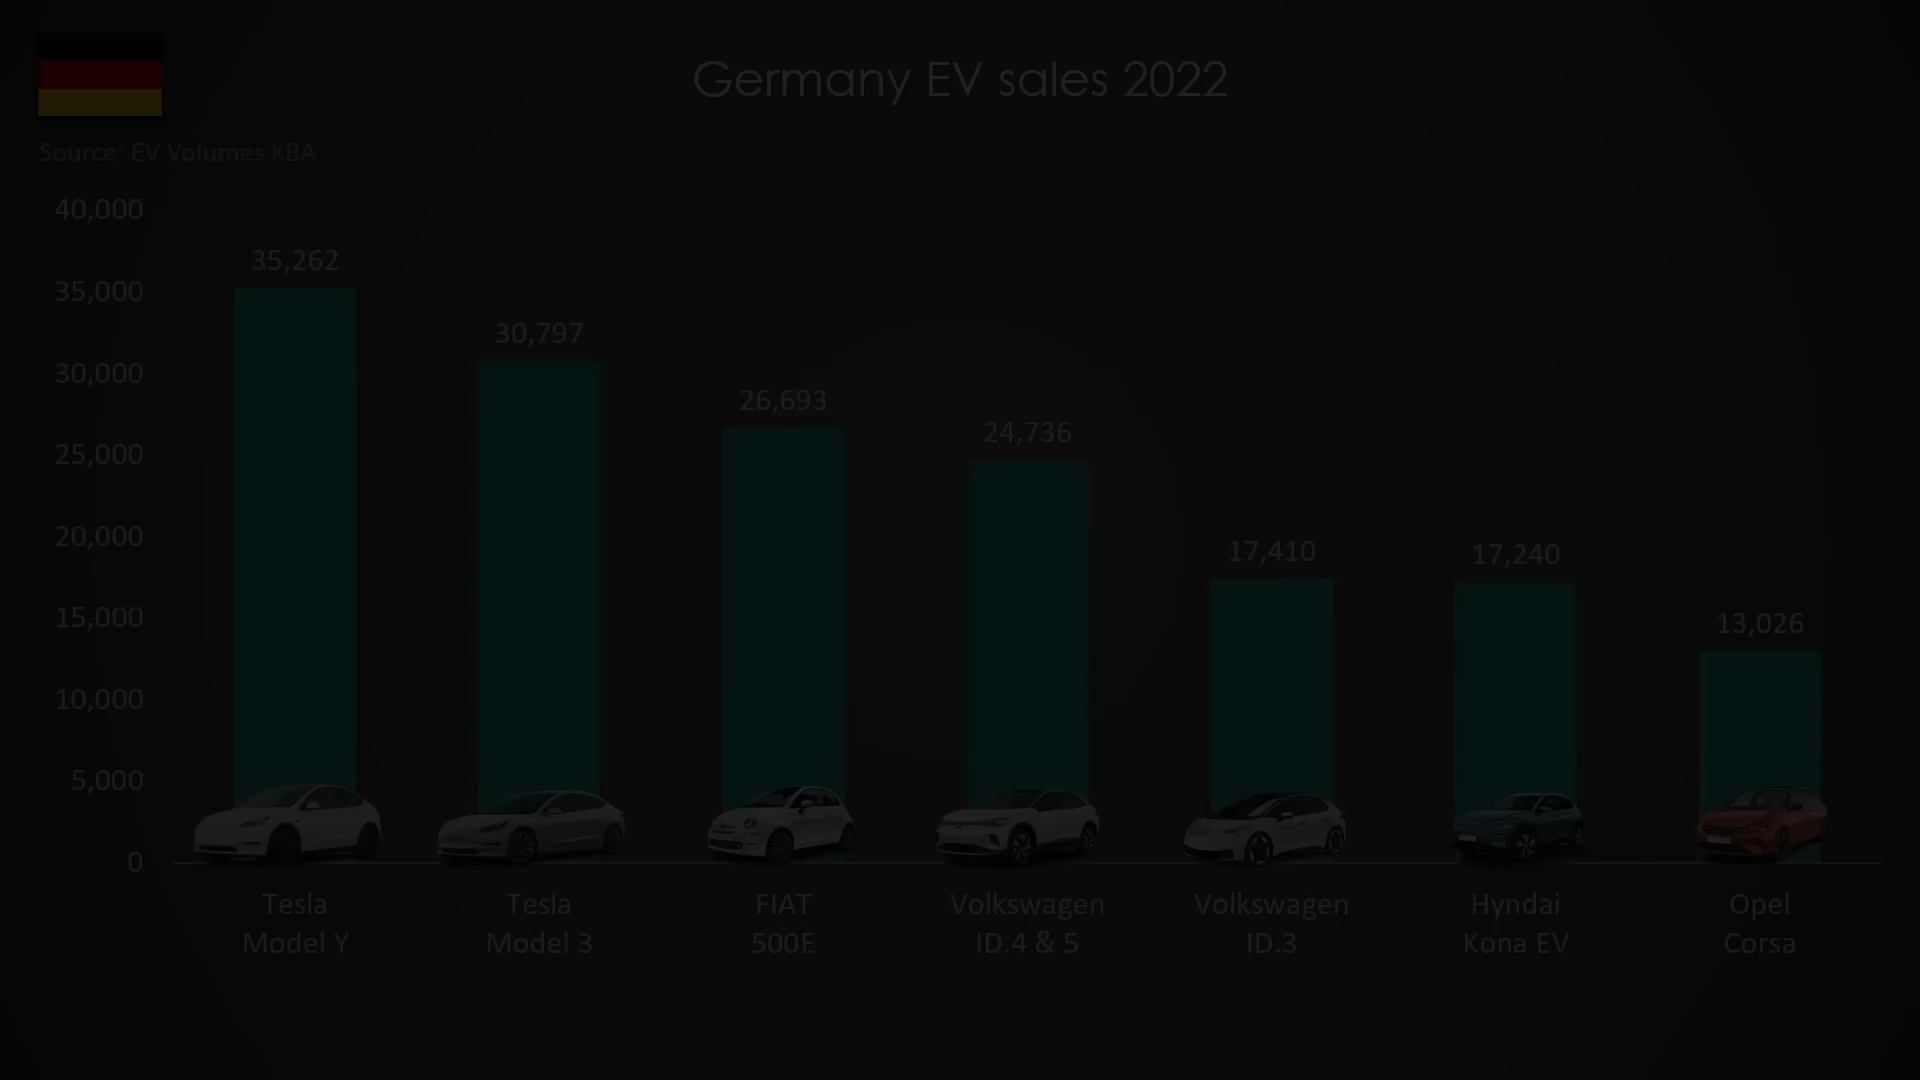 Germany EV sales 2022
Source: EV Volumes KBA
40,000
35,000
30,000
25,000
20,000
15,000
10,000
5,000
0
35,262
30,797
26,693
24,736
17,410
17,240
13,026
Tesla
Model Y
Tesla
Model 3
FIAT
500E
Volkswagen
ID.4 & 5
Volkswagen
ID.3
Hyndai
Kona EV
Opel
Corsa